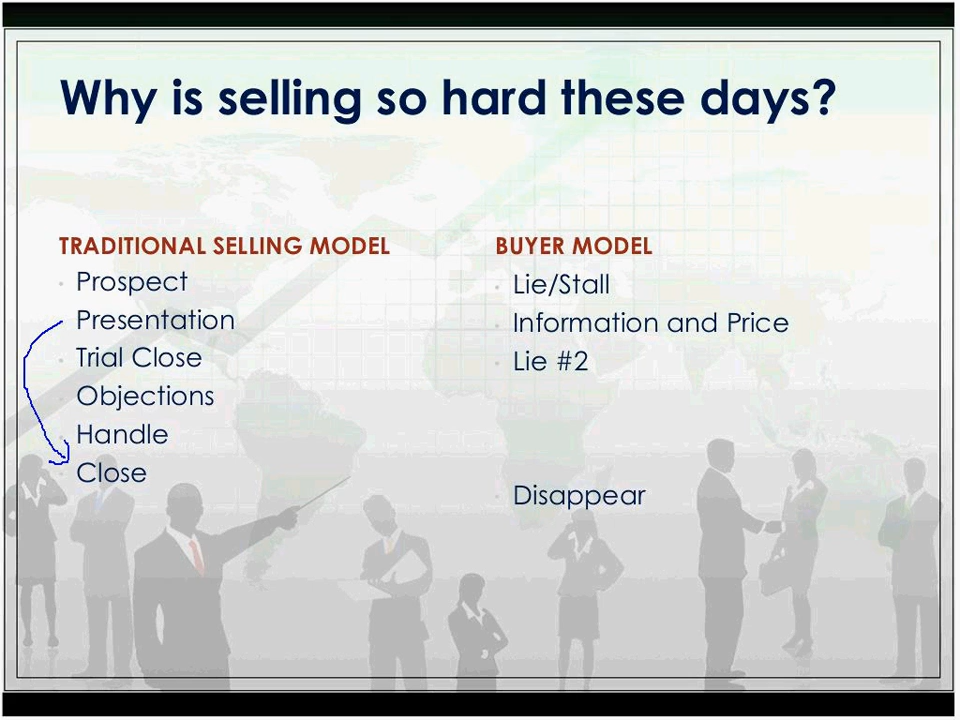 Why is selling so hard these days?
TRADITIONAL SELLING MODEL
Prospect
Presentation
Trial Close
Objections
Handle
Close
BUYER MODEL
Lie/Stall
Information and Price
Lie #2
Disappear